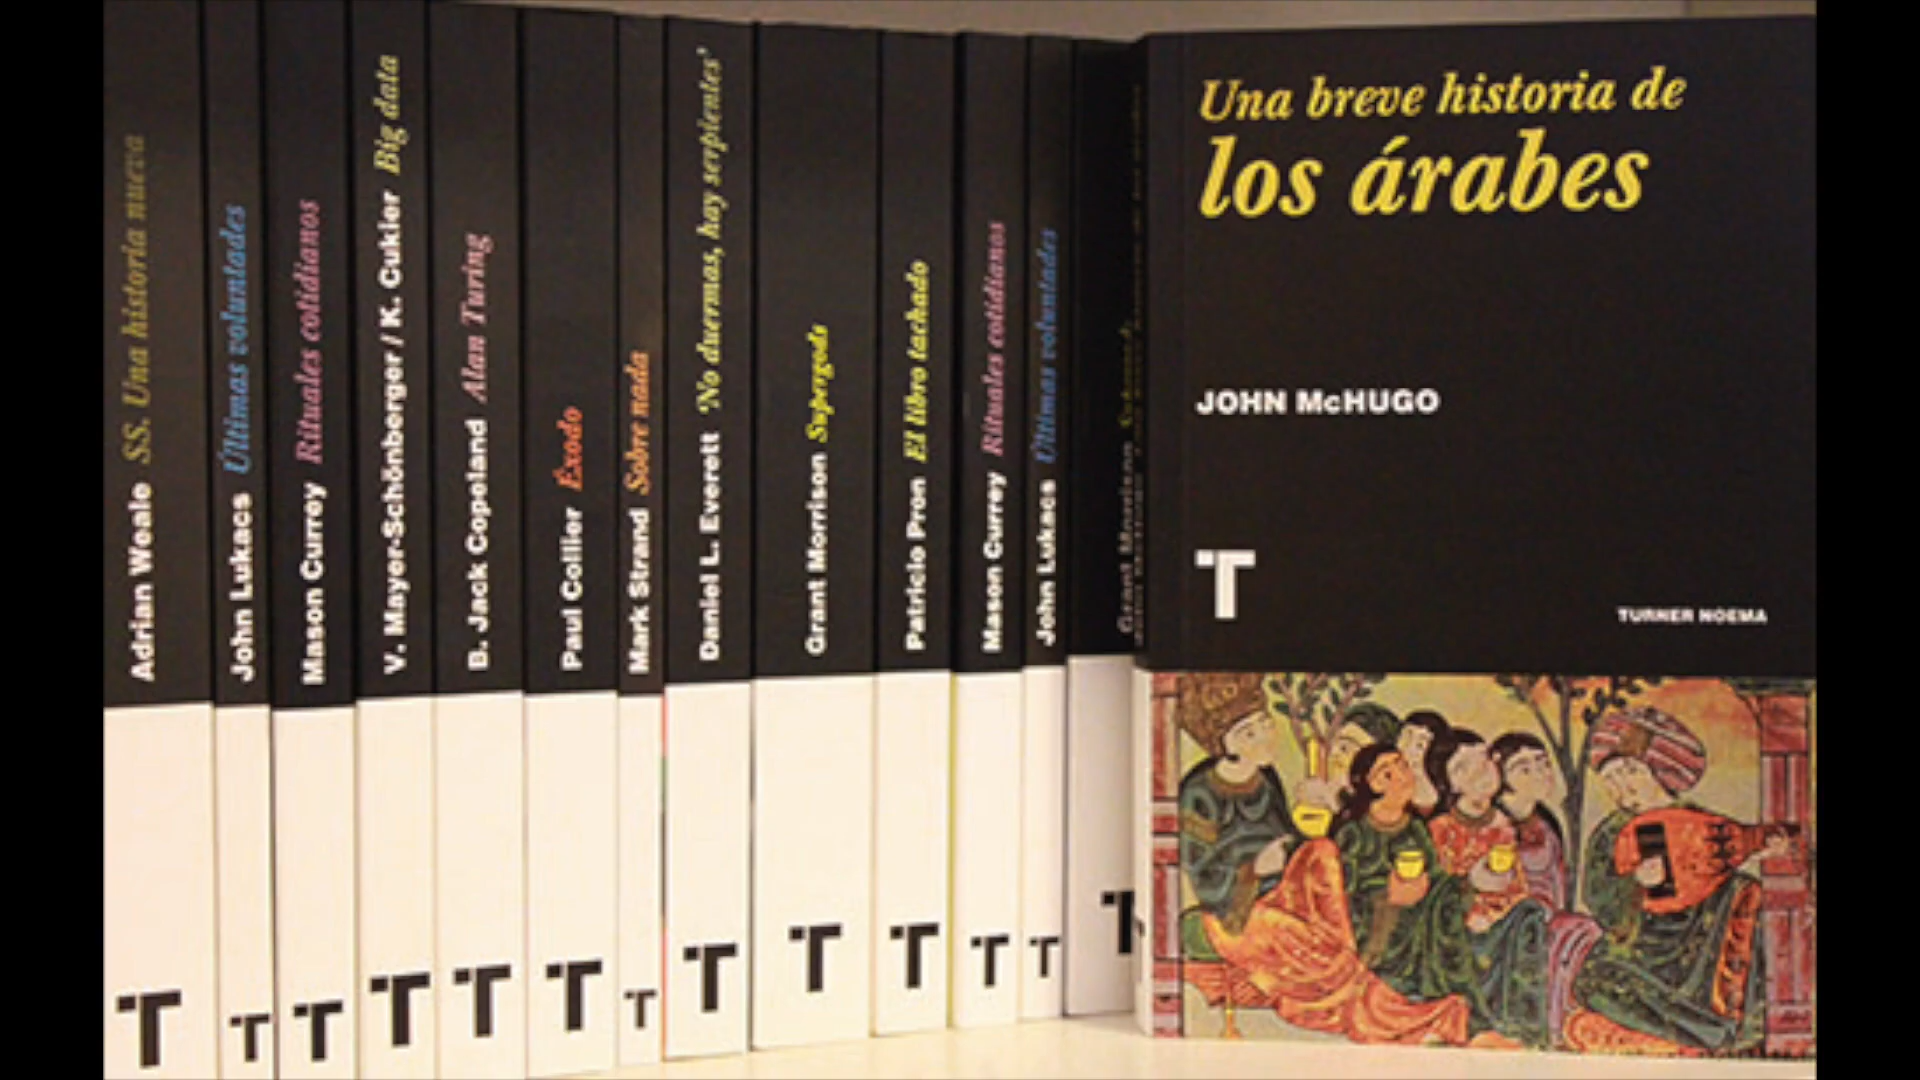 Adrian Weale SS. Una historia nueva
John Lukacs Últimas voluntades
Mason Currey Rituales cotidianos
V. Mayer-Schönberger / K. Cukier Big data
B. Jack Copeland Alan Turing
Paul Collier Éxodo
Mark Strand Sobre nada
Daniel L. Everett 'No duermas, hay serpientes'
Grant Morrison Supergods
Patricio Pron El libro tachado
Mason Currey Rituales cotidianos
John Lukacs Últimas voluntades
Grant Morrison Supergods
Una breve historia de
los árabes
JOHN McHUGO
T
TURNER NOEMA
T
T
T
T
T
T
T
T
T
T
T
T
T